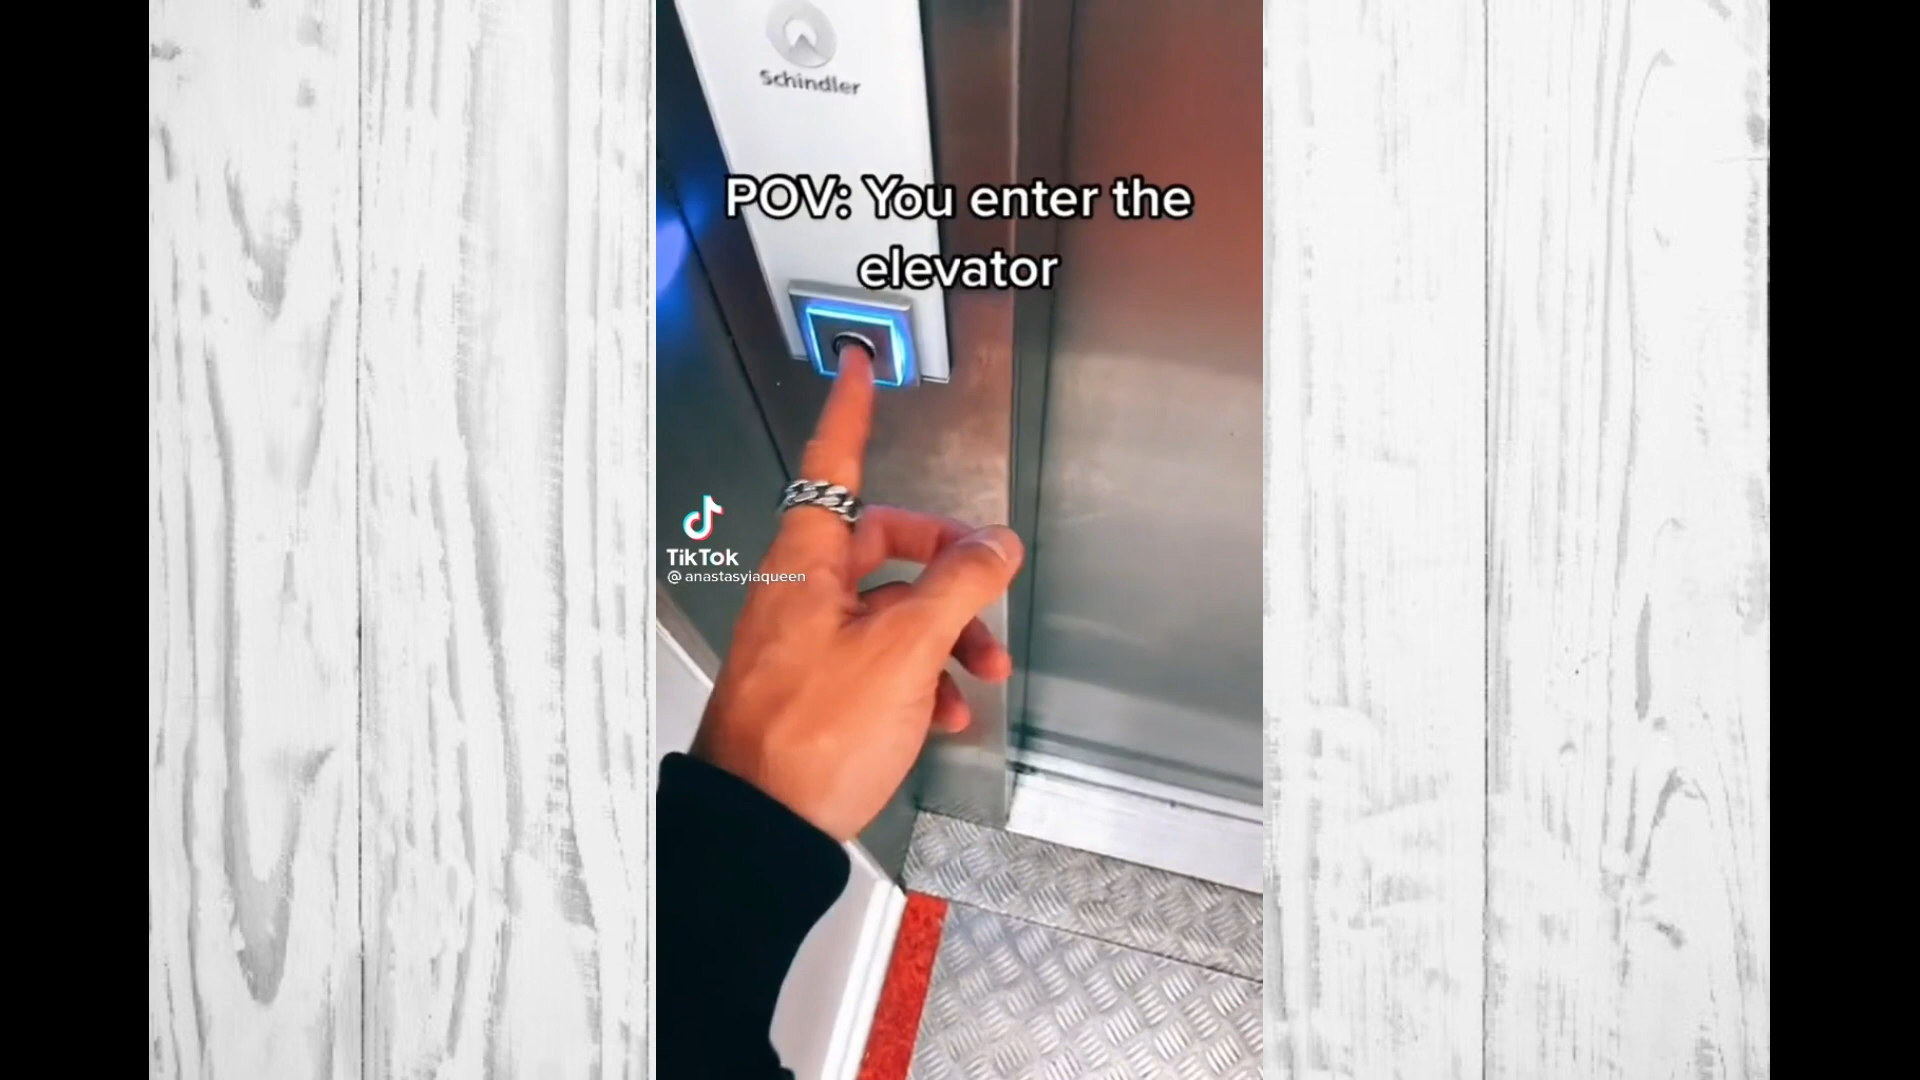 Schindler
POV: You enter the
elevator
TikTok
@anastasyiaqueen